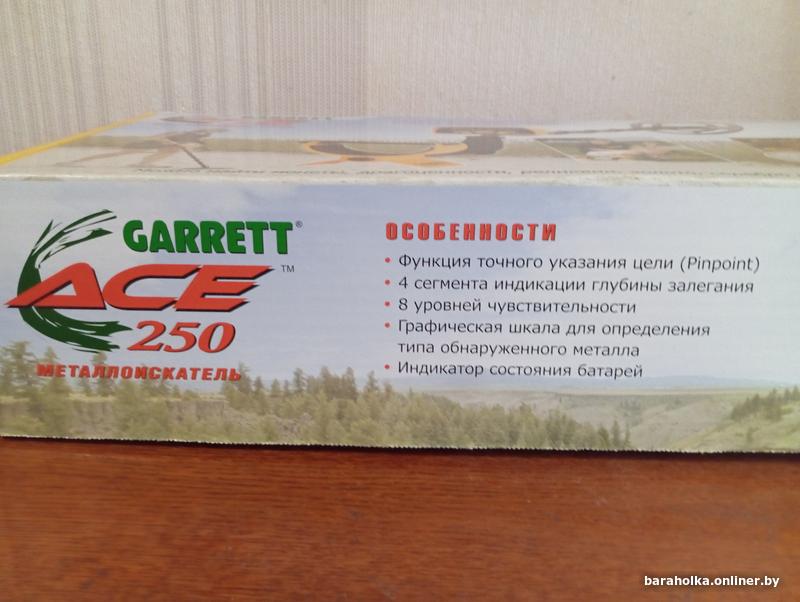 GARRETT®
ACE™
250
МЕТАЛЛОИСКАТЕЛЬ
ОСОБЕННОСТИ
• Функция точного указания цели (Pinpoint)
• 4 сегмента индикации глубины залегания
• 8 уровней чувствительности
• Графическая шкала для определения
типа обнаруженного металла
• Индикатор состояния батарей
baraholka.onliner.by